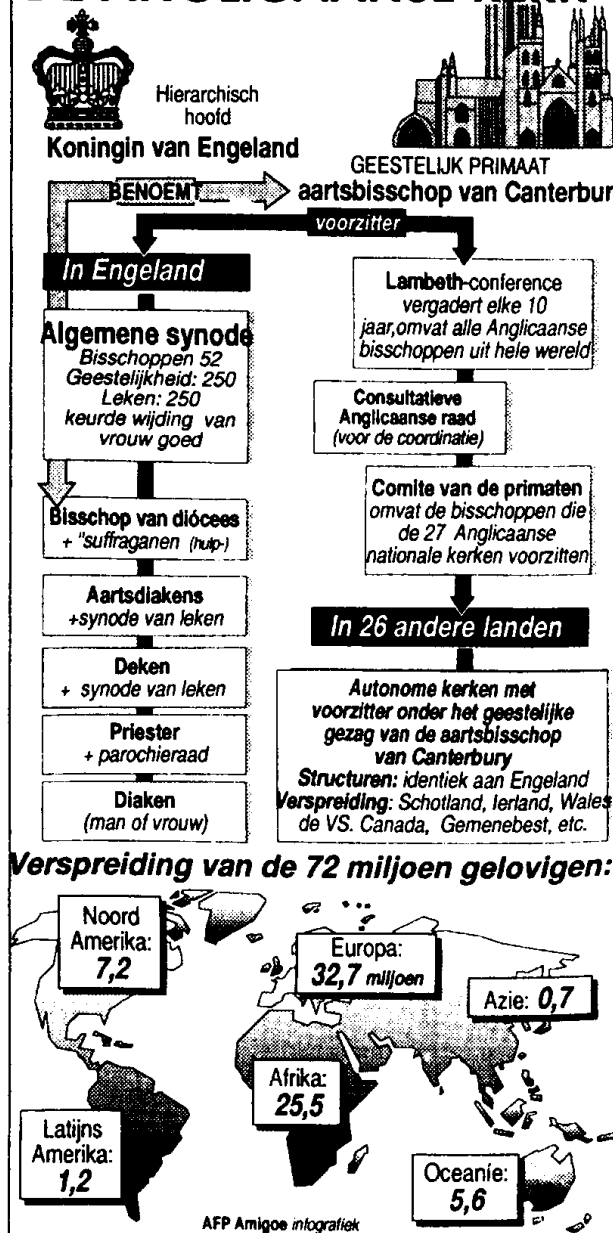 Hierarchisch
hoofd
Koningin van Engeland
GEESTELIJK PRIMAAT
aartsbisschop van Canterbur
BENOEMT
voorzitter
In Engeland
Algemene synode
Bisschoppen 52
Geestelijkheid: 250
Leken: 250
keurde wijding van
vrouw goed
Bisschop van diócees
+ "suffraganen (hulp-)
Aartsdiakens
+synode van leken
Deken
+ synode van leken
Priester
+ parochieraad
Diaken
(man of vrouw)
Lambeth-conference
vergadert elke 10
jaar,omvat alle Anglicaanse
bisschoppen uit hele wereld
Consultatieve
Anglicaanse raad
(voor de coordinatie)
Comite van de primaten
omvat de bisschoppen die
de 27 Anglicaanse
nationale kerken voorzitten
In 26 andere landen
Autonome kerken met
voorzitter onder het geestelijke
gezag van de aartsbisschop
van Canterbury
Structuren: identiek aan Engeland
Verspreiding: Schotland, Ierland, Wales
de VS. Canada, Gemenebest, etc.
Verspreiding van de 72 miljoen gelovigen:
Noord
Amerika:
7,2
Europa:
32,7 miljoen
Azie: 0,7
Afrika:
25,5
Latijns
Amerika:
1,2
Oceaníe:
5,6
AFP Amigoe infografiek